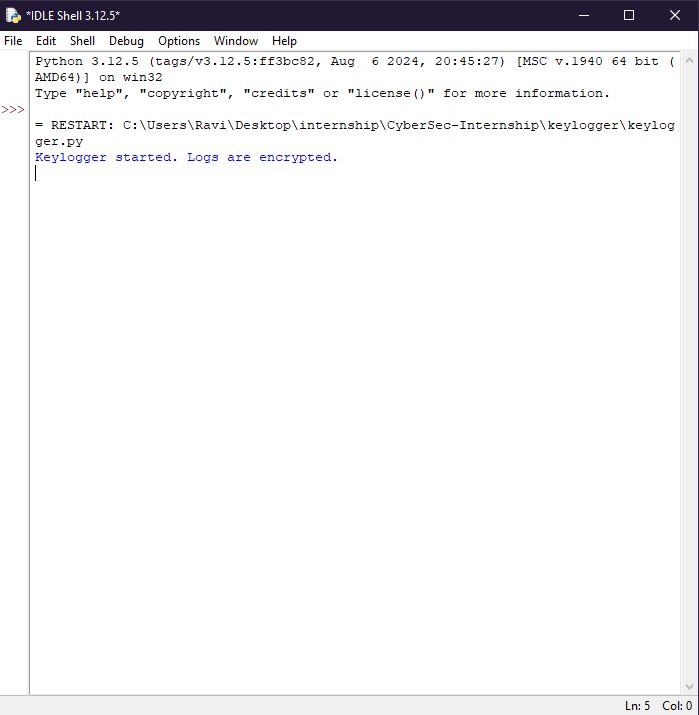 *IDLE Shell 3.12.5*
File Edit Shell Debug Options Window Help
Python 3.12.5 (tags/v3.12.5:ff3bc82, Aug  6 2024, 20:45:27) [MSC v.1940 64 bit (
AMD64)] on win32
Type "help", "copyright", "credits" or "license()" for more information.
>>>
= RESTART: C:\Users\Ravi\Desktop\internship\CyberSec-Internship\keylogger\keylog
ger.py
Keylogger started. Logs are encrypted.
Ln: 5 Col: 0